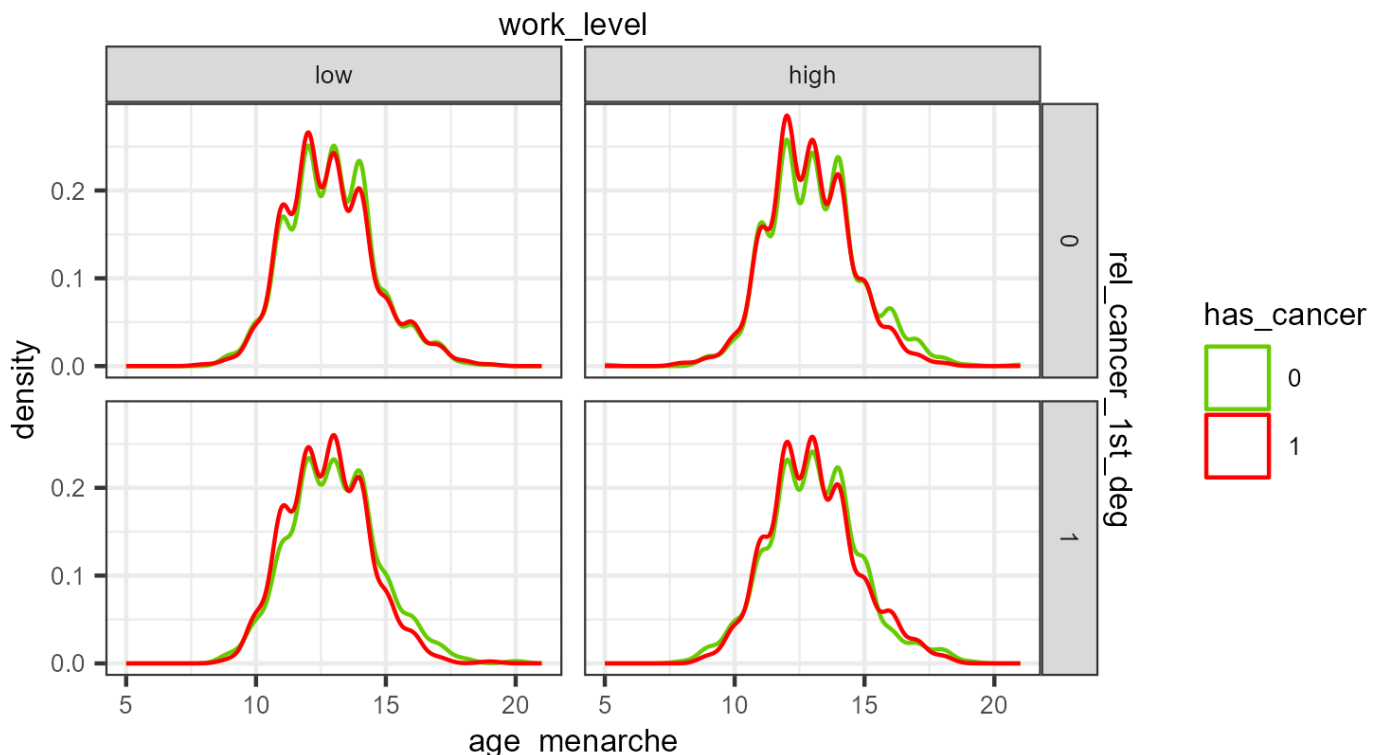 work_level
low high
0.2
0.1
0.0
0
0.2
0.1
0.0
1
5 10 15 20 5 10 15 20
age_menarche
density
rel_cancer_1st_deg
has_cancer
0
1